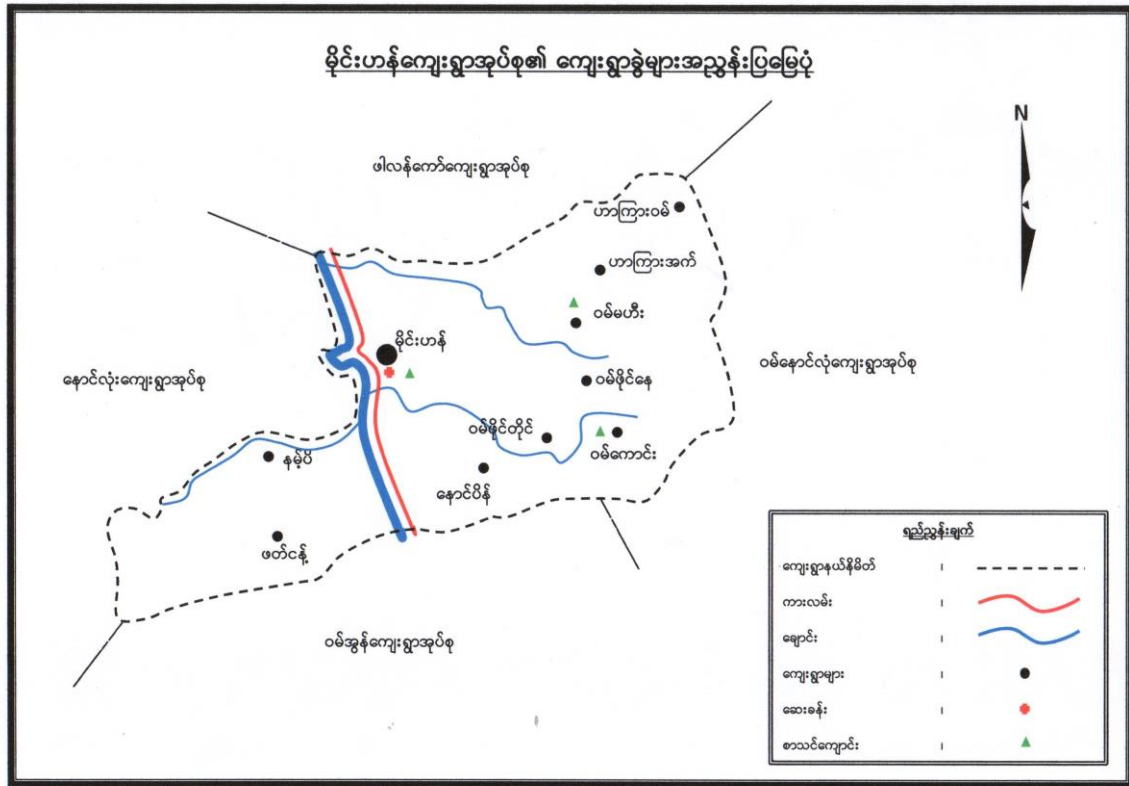 မိုင်းဟန်ကျေးရွာအုပ်စု၏ ကျေးရွာခွဲများအညွှန်းပြမြေပုံ
N
ဖါလန်ကော်ကျေးရွာအုပ်စု
ဟာကြားဝမ်
ဟာကြားအက်
ဝမ်မဟီး
မိုင်းဟန်
ဝမ်နောင်လုံကျေးရွာအုပ်စု
နောင်လုံးကျေးရွာအုပ်စု
ဝမ်ဖိုင်နေ
ဝမ်ဖိုင်တိုင်
ဝမ်ကောင်း
နမ့်ပိ
နောင်ပိန်
ဖတ်ငန့်
ဝမ်အွန်ကျေးရွာအုပ်စု
ရည်ညွှန်းချက်
ကျေးရွာနယ်နိမိတ် ၊
ကားလမ်း ၊
ချောင်း ၊
ကျေးရွာများ ၊
ဆေးခန်း ၊
စာသင်ကျောင်း ၊